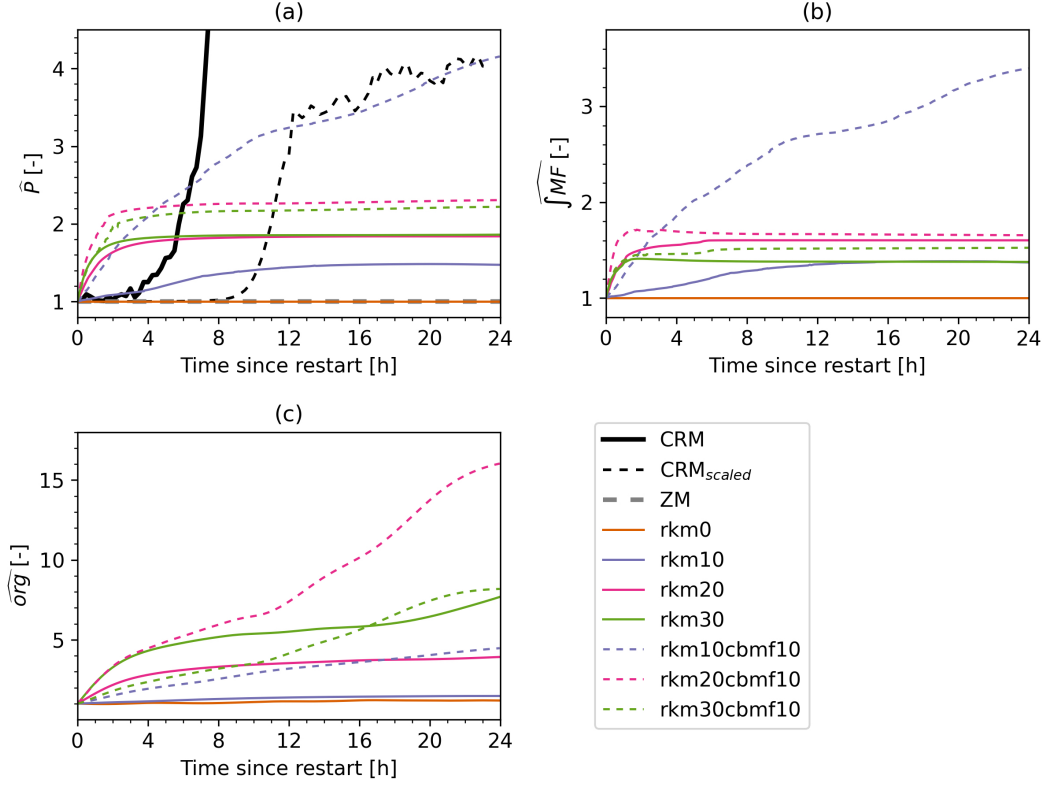 (a)
P̂ [-]
4
3
2
1
0 4 8 12 16 20 24
Time since restart [h]
(b)
∫MF [-]
3
2
1
0 4 8 12 16 20 24
Time since restart [h]
(c)
org [-]
15
10
5
0 4 8 12 16 20 24
Time since restart [h]
CRM
CRM_scaled
ZM
rkm0
rkm10
rkm20
rkm30
rkm10cbmf10
rkm20cbmf10
rkm30cbmf10